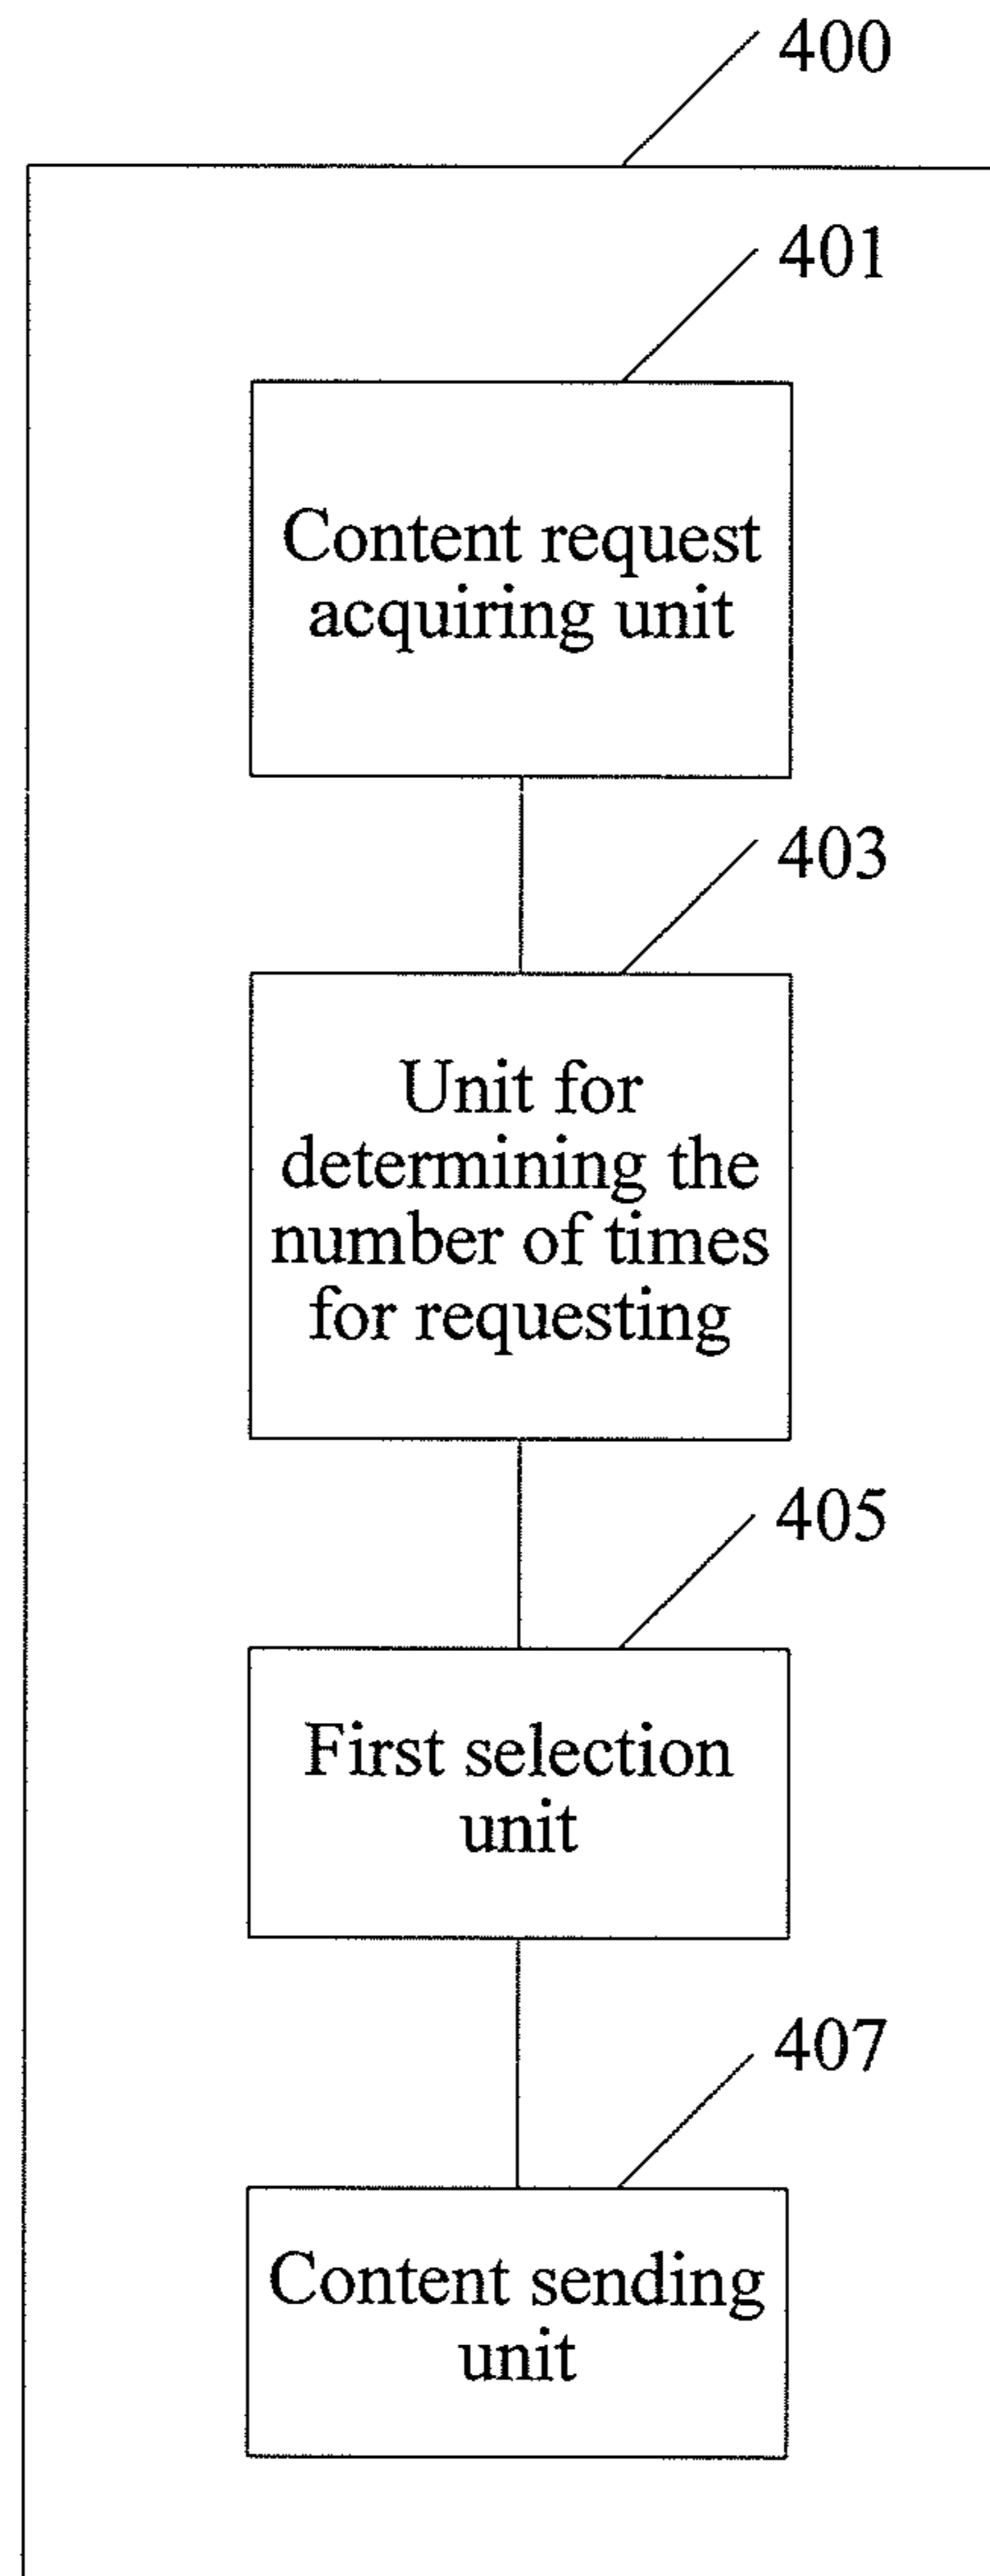 400
401
Content request
acquiring unit
403
Unit for
determining the
number of times
for requesting
405
First selection
unit
407
Content sending
unit